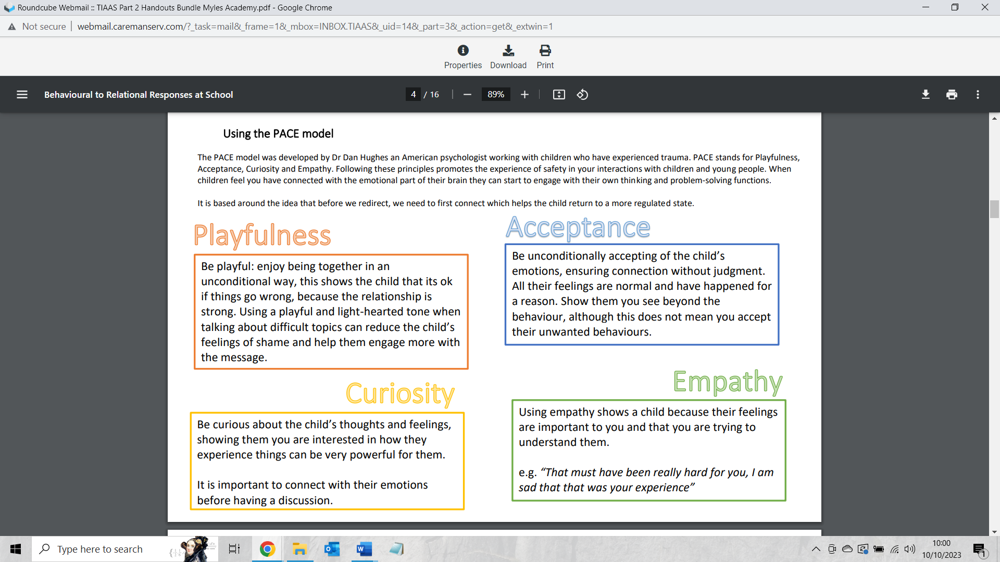 Roundcube Webmail :: TIAAS Part 2 Handouts Bundle Myles Academy.pdf - Google Chrome
Not secure
webmail.caremanserv.com/?_task=mail&_frame=1&_mbox=INBOX.TIAAS&_uid=14&_part=3&_action=get&_extwin=1
Properties Download Print
Behavioural to Relational Responses at School
4 / 16
89%
Using the PACE model
The PACE model was developed by Dr Dan Hughes an American psychologist working with children who have experienced trauma. PACE stands for Playfulness,
Acceptance, Curiosity and Empathy. Following these principles promotes the experience of safety in your interactions with children and young people. When
children feel you have connected with the emotional part of their brain they can start to engage with their own thinking and problem-solving functions.
It is based around the idea that before we redirect, we need to first connect which helps the child return to a more regulated state.
Playfulness
Be playful: enjoy being together in an
unconditional way, this shows the child that its ok
if things go wrong, because the relationship is
strong. Using a playful and light-hearted tone when
talking about difficult topics can reduce the child's
feelings of shame and help them engage more with
the message.
Acceptance
Be unconditionally accepting of the child's
emotions, ensuring connection without judgment.
All their feelings are normal and have happened for
a reason. Show them you see beyond the
behaviour, although this does not mean you accept
their unwanted behaviours.
Curiosity
Be curious about the child's thoughts and feelings,
showing them you are interested in how they
experience things can be very powerful for them.
It is important to connect with their emotions
before having a discussion.
Empathy
Using empathy shows a child because their feelings
are important to you and that you are trying to
understand them.
e.g. "That must have been really hard for you, I am
sad that that was your experience"
Type here to search
10:00
10/10/2023
1